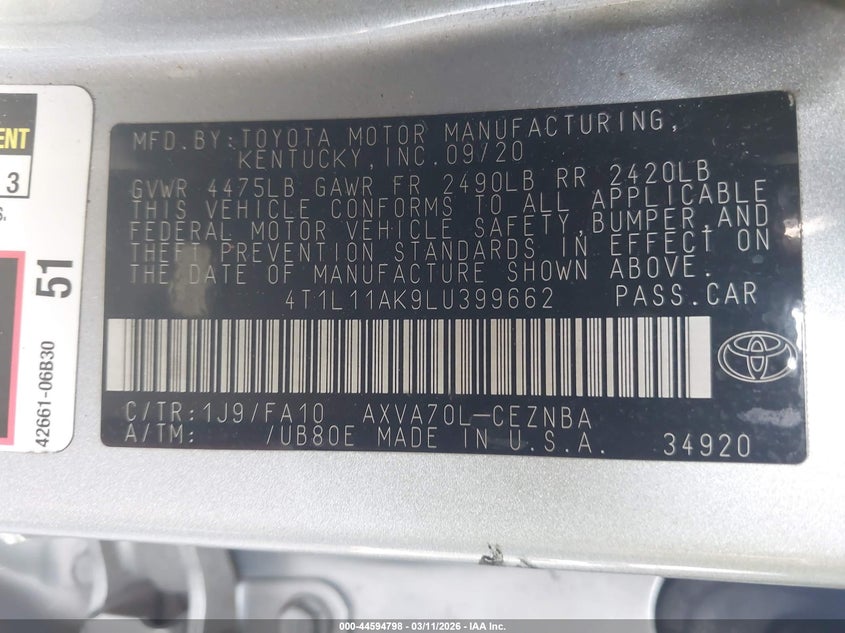 MENT
3
S.
51
42661-06B30
MFD.BY:TOYOTA MOTOR MANUFACTURING,
KENTUCKY,INC.09/20
GVWR 4475LB GAWR FR 2490LB RR 2420LB
THIS VEHICLE CONFORMS TO ALL APPLICABLE
FEDERAL MOTOR VEHICLE SAFETY,BUMPER,AND
THEFT PREVENTION STANDARDS IN EFFECT ON
THE DATE OF MANUFACTURE SHOWN ABOVE.
4T1L11AK9LU399662 PASS.CAR
C/TR:1J9/FA10 AXVA70L-CEZNBA
A/TM: /UB80E MADE IN U.S.A. 34920
000-44594798 - 03/11/2026 - IAA Inc.